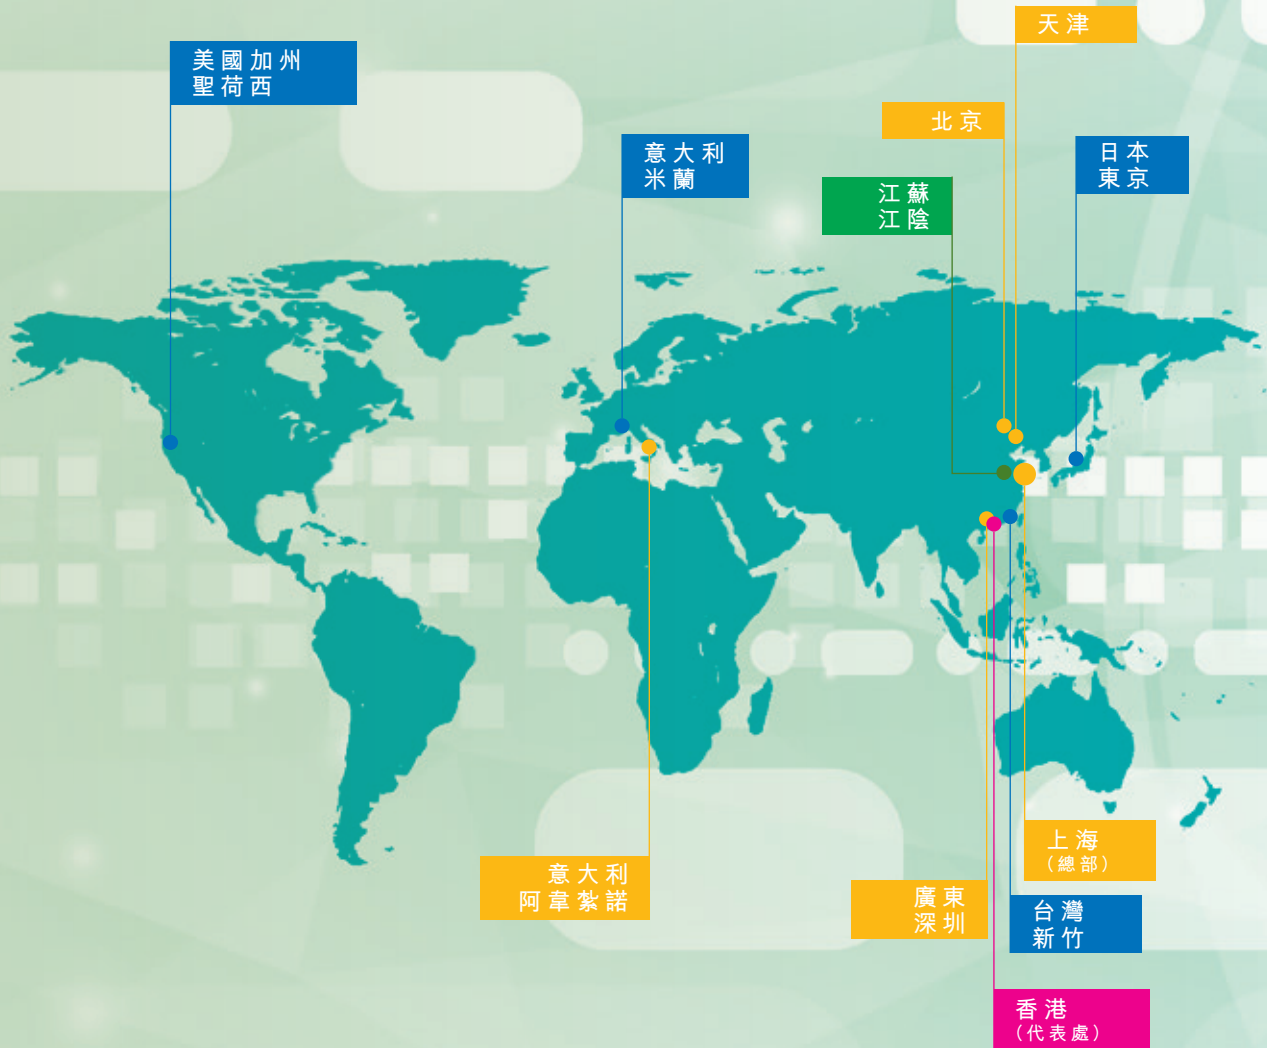 天津
美國加州
聖荷西
北京
意大利
米蘭
日本
東京
江蘇
江陰
上海
（總部）
意大利
阿韋紮諾
廣東
深圳
台灣
新竹
香港
（代表處）